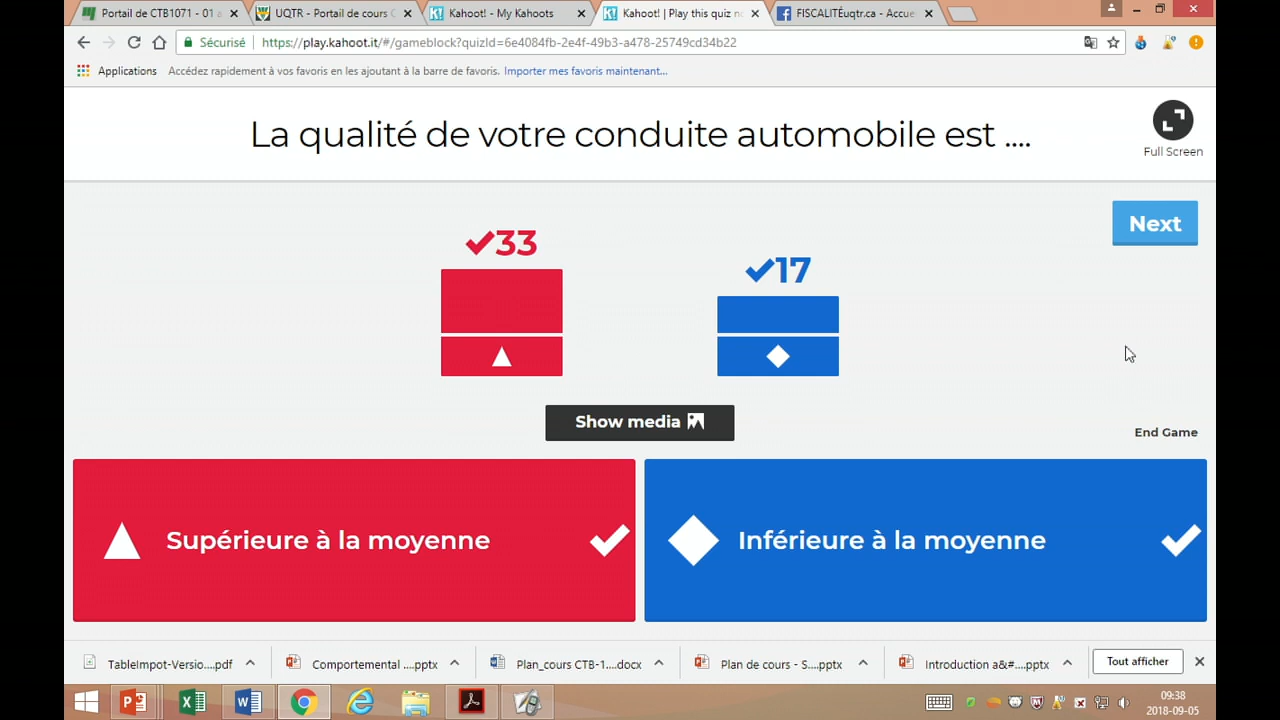 Portail de CTB1071 - 01 a
UQTR - Portail de cours C
Kahoot! - My Kahoots
Kahoot! | Play this quiz n
FISCALITÉuqtr.ca - Accue
Sécurisé
https://play.kahoot.it/#/gameblock?quizId=6e4084fb-2e4f-49b3-a478-25749cd34b22
Applications
Accédez rapidement à vos favoris en les ajoutant à la barre de favoris. Importer mes favoris maintenant...
La qualité de votre conduite automobile est ....
Full Screen
Next
33
17
Show media
End Game
Supérieure à la moyenne
Inférieure à la moyenne
TableImpot-Versio....pdf
Comportemental ....pptx
Plan_cours CTB-1....docx
Plan de cours - S....pptx
Introduction a&#....pptx
Tout afficher
09:38
2018-09-05